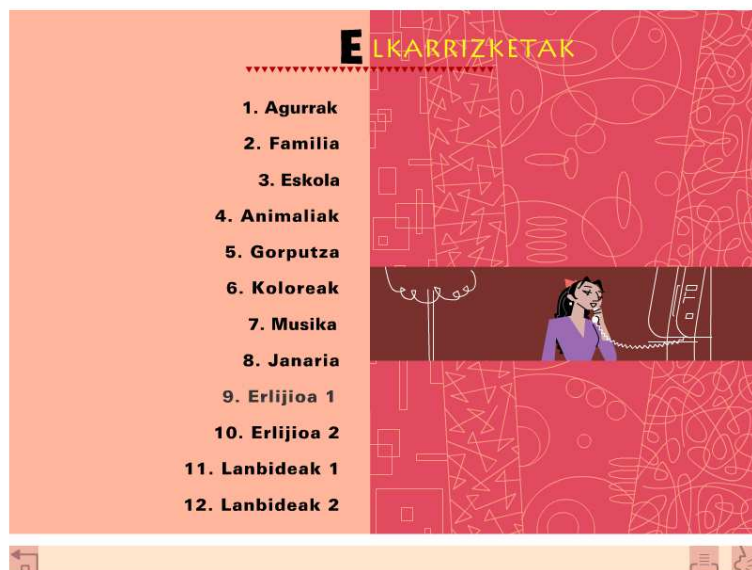 ELKARRIZKETAK
1. Agurrak
2. Familia
3. Eskola
4. Animaliak
5. Gorputza
6. Koloreak
7. Musika
8. Janaria
9. Erlijioa 1
10. Erlijioa 2
11. Lanbideak 1
12. Lanbideak 2